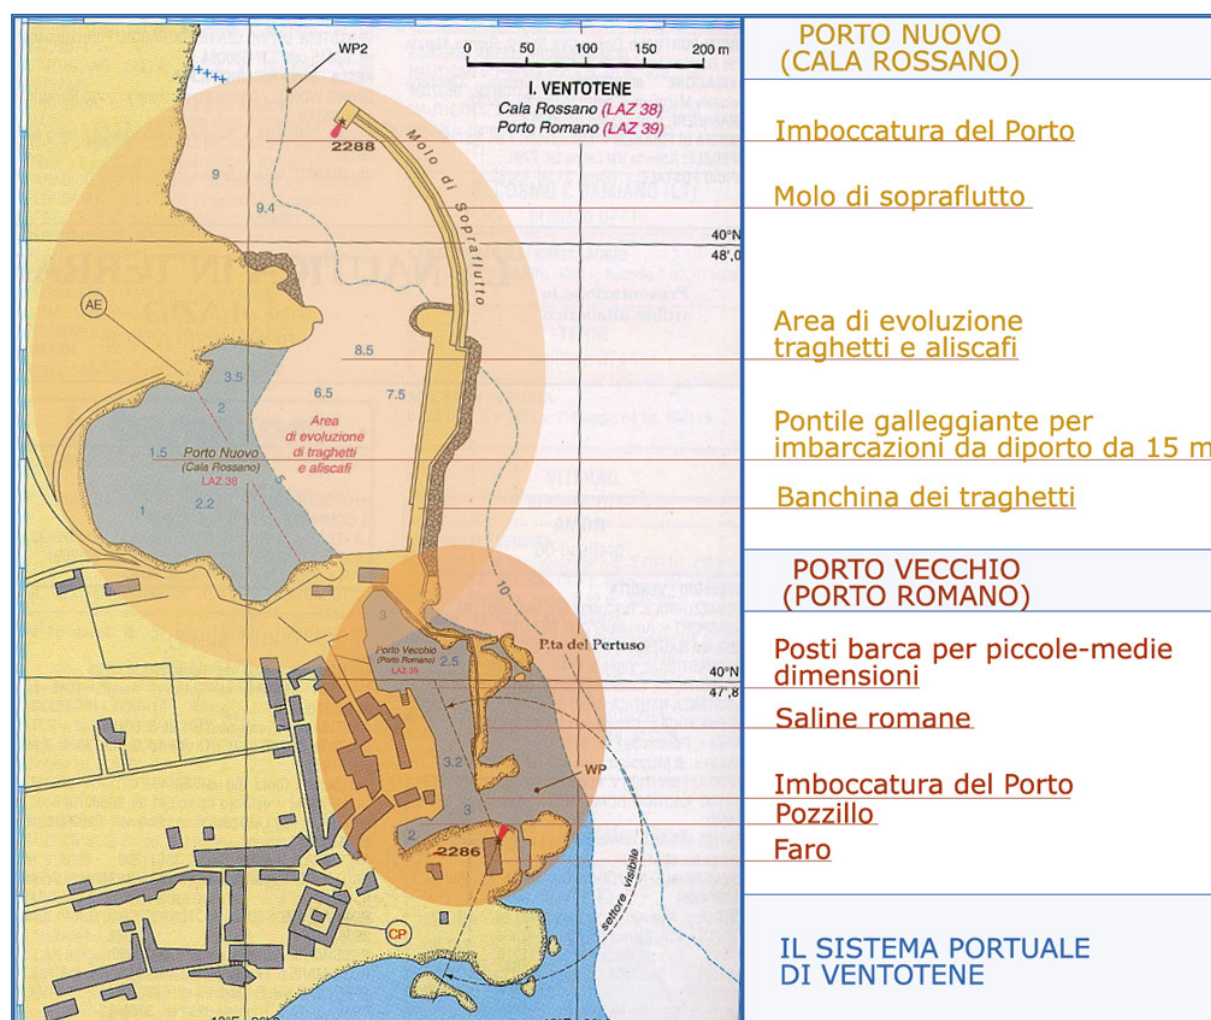 WP2
0 50 100 150 200 m
I. VENTOTENE
Cala Rossano (LAZ 38)
Porto Romano (LAZ 39)
2288
Molo di Sopraflutto
9
9.4
40°N
48',0
AE
8.5
3.5
6.5
7.5
2
Area
di evoluzione
di traghetti
e aliscafi
1.5
Porto Nuovo
(Cala Rossano)
LAZ 38
5
2.2
1
10
3
Porto Vecchio
(Porto Romano)
LAZ 39
2.5
P.ta del Pertuso
40°N
47',8
3.2
WP
3
2
2286
settore visibile
CP
PORTO NUOVO
(CALA ROSSANO)
Imboccatura del Porto
Molo di sopraflutto
Area di evoluzione
traghetti e aliscafi
Pontile galleggiante per
imbarcazioni da diporto da 15 m
Banchina dei traghetti
PORTO VECCHIO
(PORTO ROMANO)
Posti barca per piccole-medie
dimensioni
Saline romane
Imboccatura del Porto
Pozzillo
Faro
IL SISTEMA PORTUALE
DI VENTOTENE